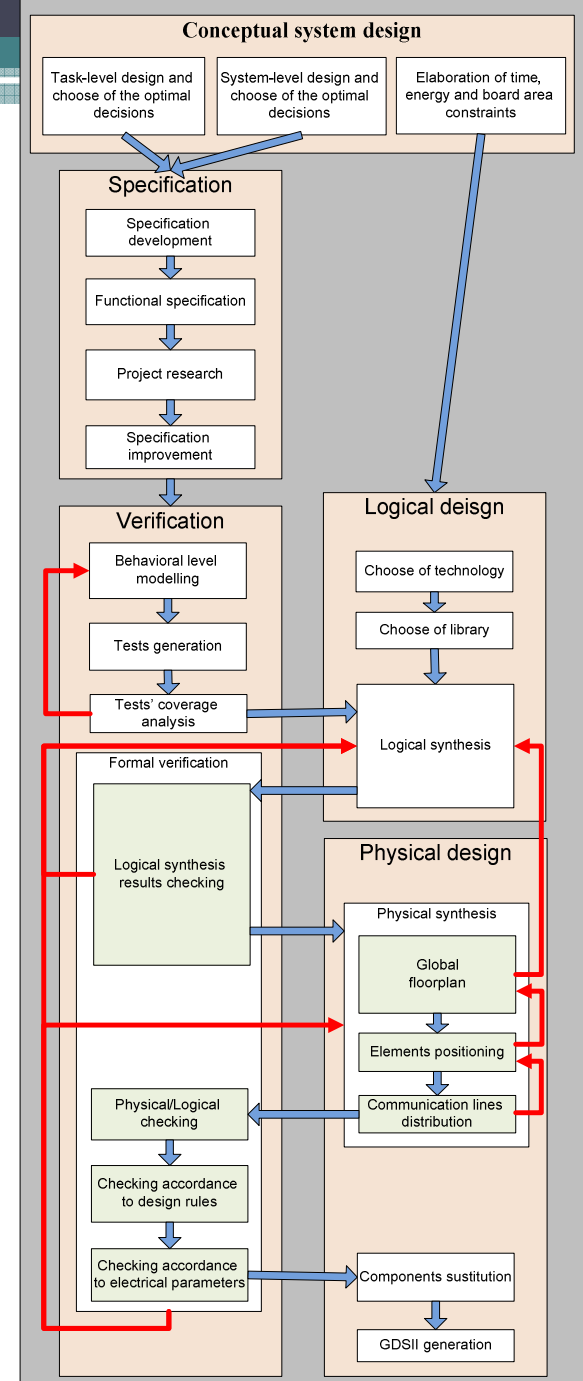 Conceptual system design
Task-level design and
choose of the optimal
decisions
System-level design and
choose of the optimal
decisions
Elaboration of time,
energy and board area
constraints
Specification
Specification
development
Functional specification
Project research
Specification
improvement
Verification
Behavioral level
modelling
Tests generation
Tests' coverage
analysis
Logical deisgn
Choose of technology
Choose of library
Logical synthesis
Formal verification
Logical synthesis
results checking
Physical design
Physical synthesis
Global
floorplan
Elements positioning
Communication lines
distribution
Physical/Logical
checking
Checking accordance
to design rules
Checking accordance
to electrical parameters
Components sustitution
GDSII generation